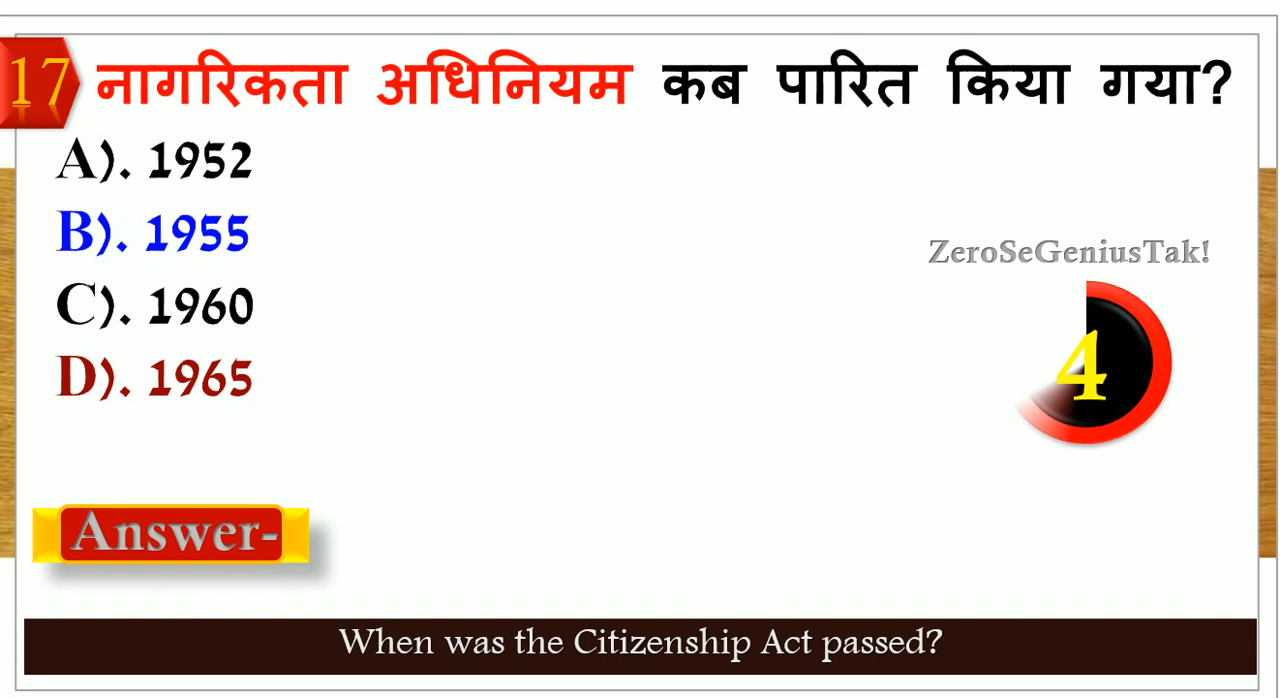 17 नागरिकता अधिनियम कब पारित किया गया?
A). 1952
B). 1955
C). 1960
D). 1965
ZeroSeGeniusTak!
4
Answer-
When was the Citizenship Act passed?